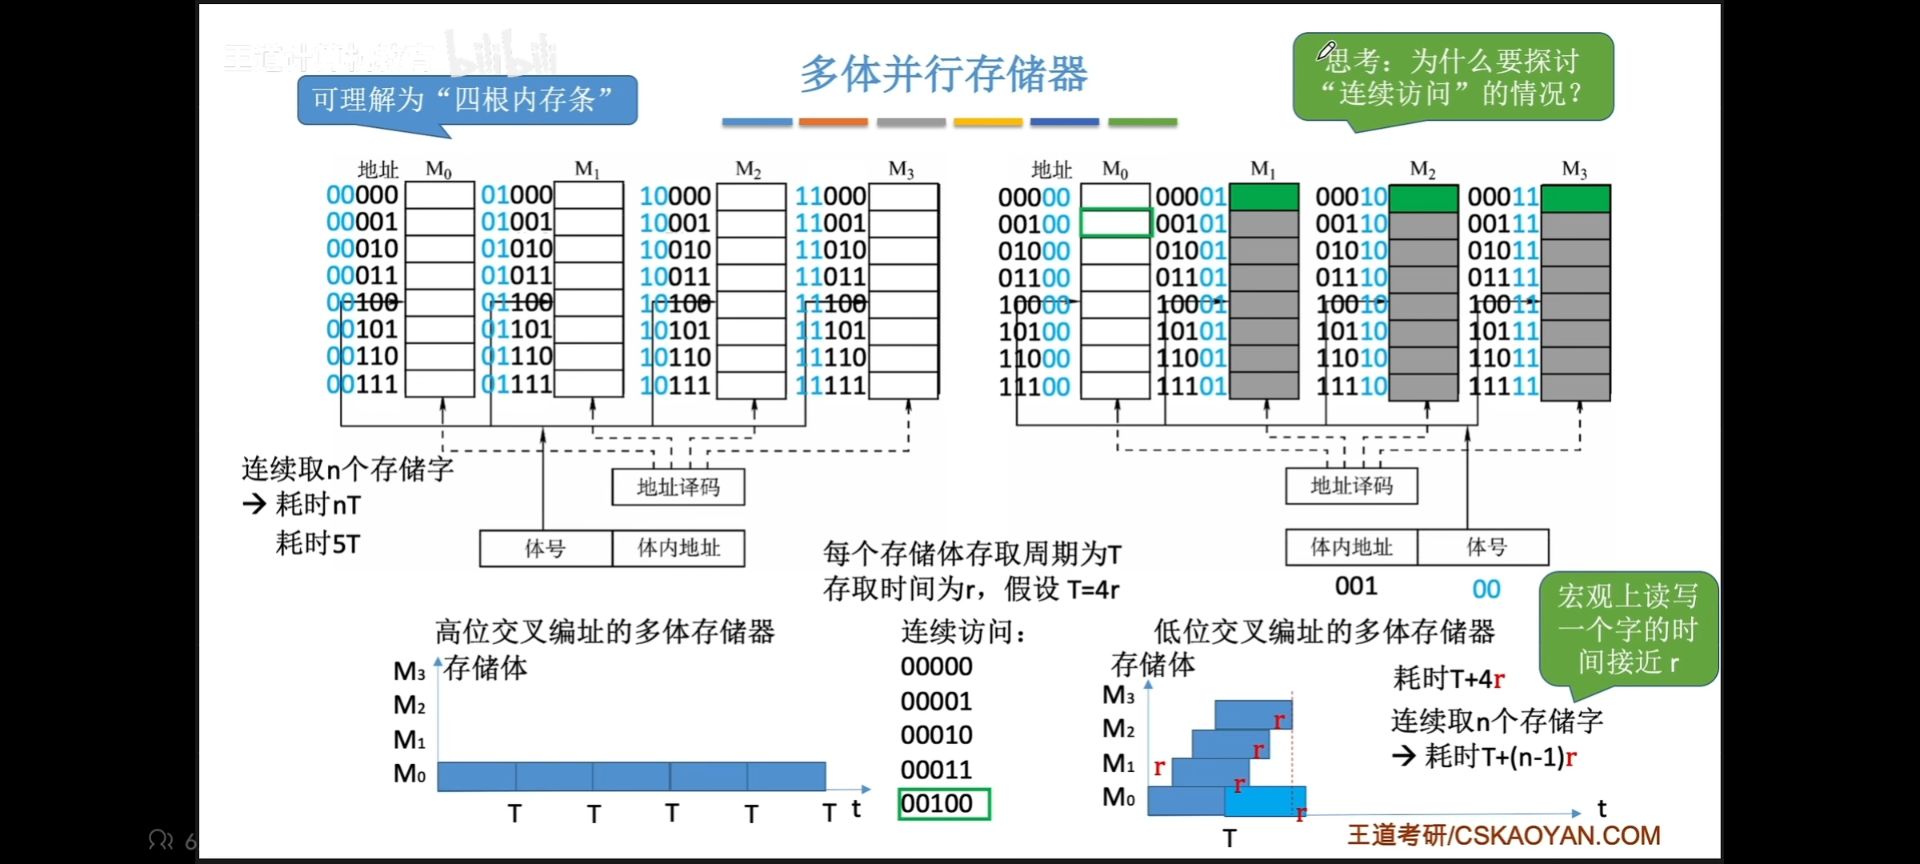 王道计算机教育 bilibili
多体并行存储器
可理解为“四根内存条”
思考：为什么要探讨
“连续访问”的情况？
地址 M₀ M₁ M₂ M₃
00000 01000 10000 11000
00001 01001 10001 11001
00010 01010 10010 11010
00011 01011 10011 11011
00100 01100 10100 11100
00101 01101 10101 11101
00110 01110 10110 11110
00111 01111 10111 11111
地址译码
体号 体内地址
连续取n个存储字
→ 耗时nT
耗时5T
地址 M₀ M₁ M₂ M₃
00000 00001 00010 00011
00100 00101 00110 00111
01000 01001 01010 01011
01100 01101 01110 01111
10000 10001 10010 10011
10100 10101 10110 10111
11000 11001 11010 11011
11100 11101 11110 11111
地址译码
体内地址 体号
001 00
每个存储体存取周期为T
存取时间为r，假设 T=4r
宏观上读写
一个字的时
间接近 r
高位交叉编址的多体存储器
存储体
M₃
M₂
M₁
M₀
T T T T T t
连续访问：
00000
00001
00010
00011
00100
低位交叉编址的多体存储器
存储体
M₃ r
M₂ r
M₁ r r
M₀ r
T t
耗时T+4r
连续取n个存储字
→ 耗时T+(n-1)r
王道考研/CSKAOYAN.COM
6